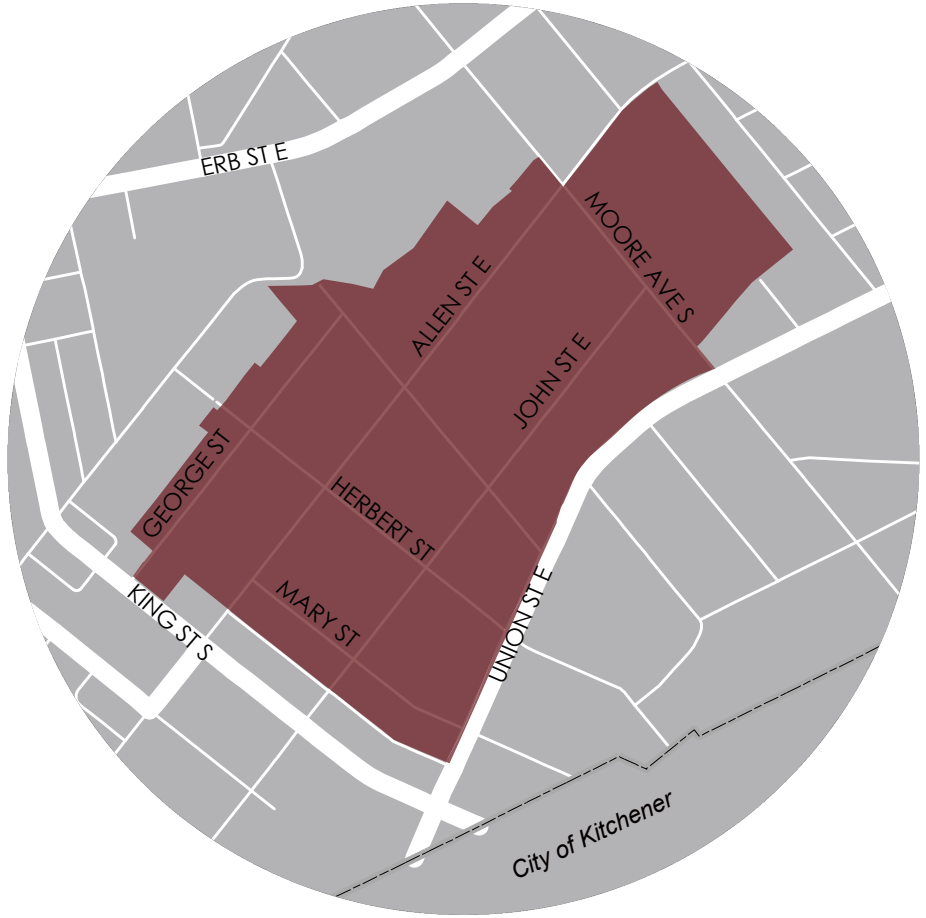 ERB ST E
MOORE AVE S
ALLEN ST E
JOHN ST E
GEORGE ST
HERBERT ST
MARY ST
KING ST S
UNION ST E
City of Kitchener